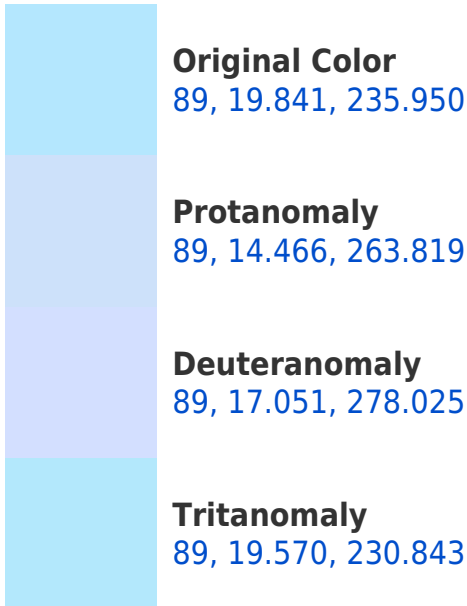 Original Color
89, 19.841, 235.950
Protanomaly
89, 14.466, 263.819
Deuteranomaly
89, 17.051, 278.025
Tritanomaly
89, 19.570, 230.843